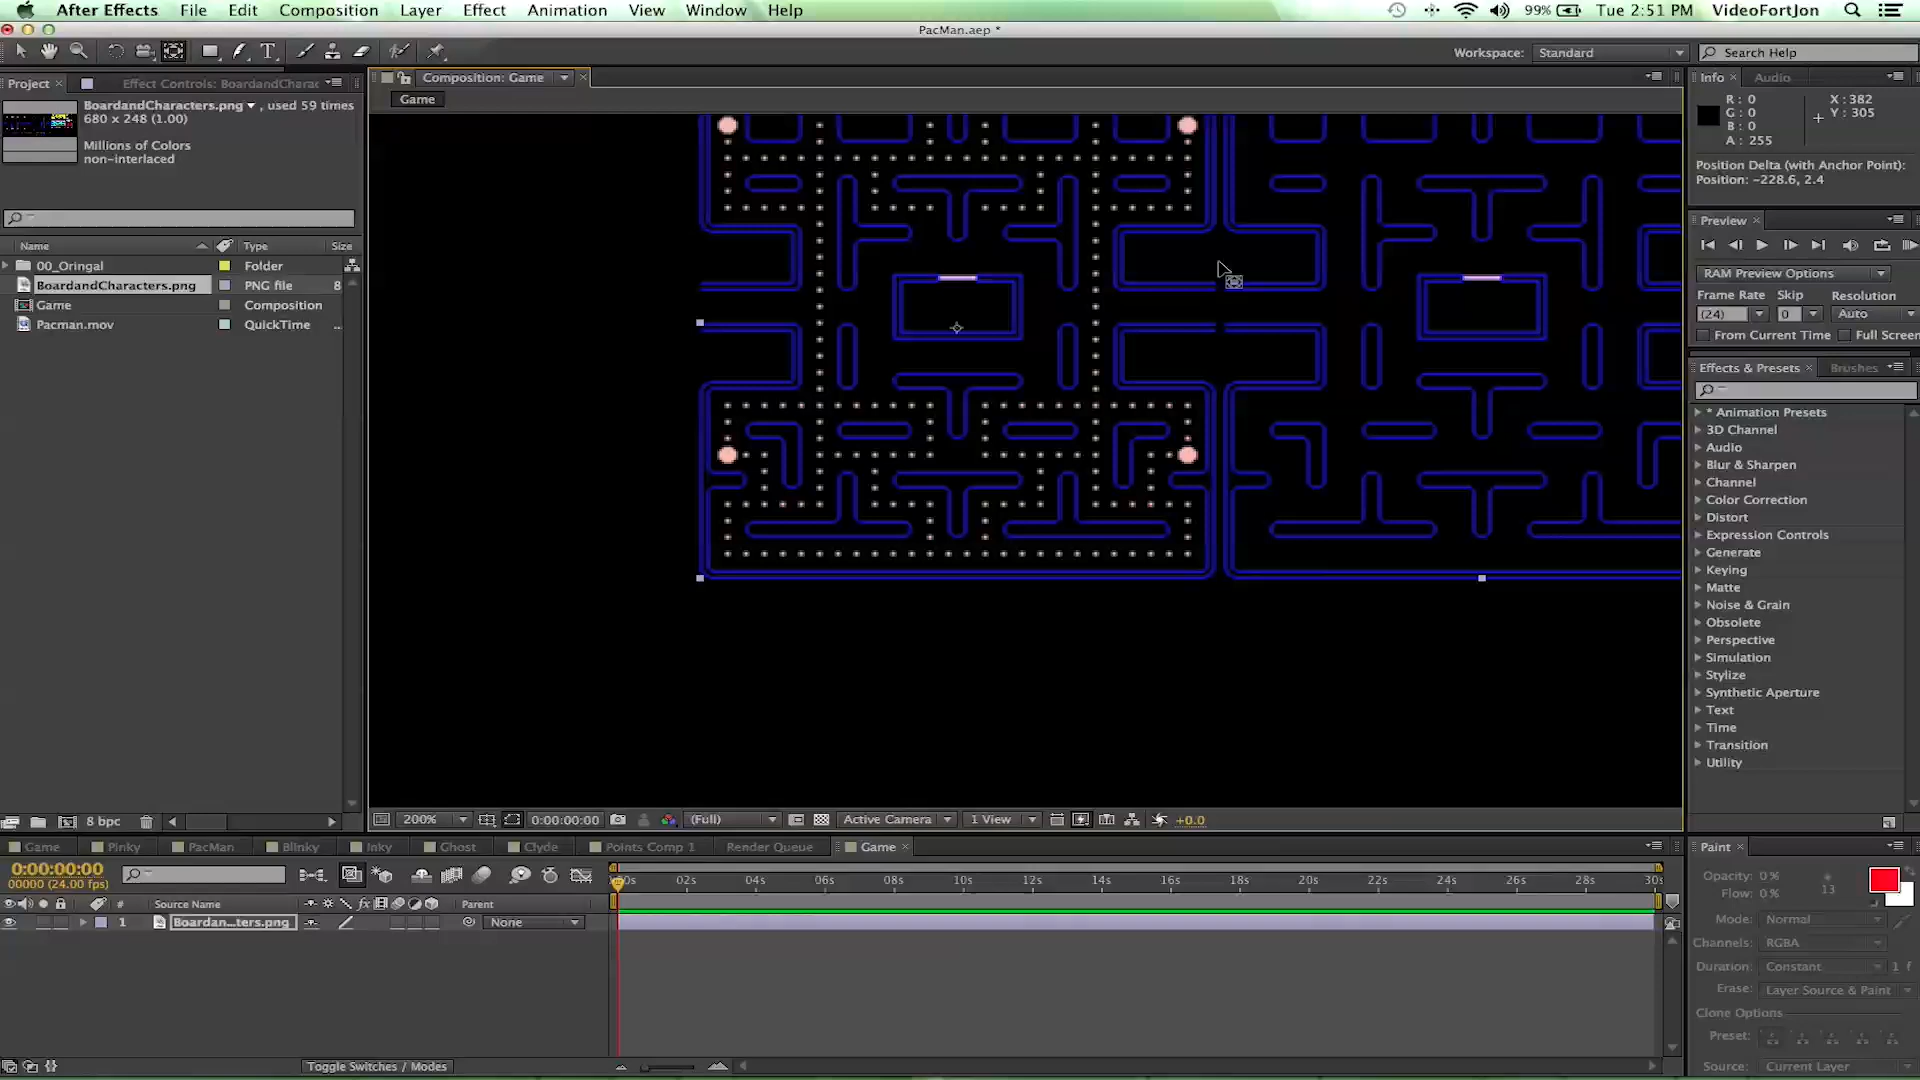 After Effects File Edit Composition Layer Effect Animation View Window Help 99% Tue 2:51 PM VideoFortJon
PacMan.aep *
Workspace: Standard Search Help
Project Effect Controls: BoardandCharac
Composition: Game
Info Audio
BoardandCharacters.png , used 59 times
680 x 248 (1.00)
Millions of Colors
non-interlaced
Game
R: 0 X: 382
G: 0 Y: 305
B: 0
A: 255
Position Delta (with Anchor Point):
Position: -228.6, 2.4
Preview
RAM Preview Options
Frame Rate Skip Resolution
(24) 0 Auto
From Current Time Full Screen
Name Type Size
00_Oringal Folder
BoardandCharacters.png PNG file 8
Game Composition
Pacman.mov QuickTime ...
Effects & Presets Brushes
* Animation Presets
3D Channel
Audio
Blur & Sharpen
Channel
Color Correction
Distort
Expression Controls
Generate
Keying
Matte
Noise & Grain
Obsolete
Perspective
Simulation
Stylize
Synthetic Aperture
Text
Time
Transition
Utility
8 bpc
200% 0:00:00:00 (Full) Active Camera 1 View +0.0
Game Pinky PacMan Blinky Inky Ghost Clyde Points Comp 1 Render Queue Game
0:00:00:00
00000 (24.00 fps)
00s 02s 04s 06s 08s 10s 12s 14s 16s 18s 20s 22s 24s 26s 28s 30s
# Source Name Parent
1 Boardan...ters.png None
Toggle Switches / Modes
Paint
Opacity: 0 %
Flow: 0 % 13
Mode: Normal
Channels: RGBA
Duration: Constant 1 f
Erase: Layer Source & Paint
Clone Options
Preset:
Source: Current Layer